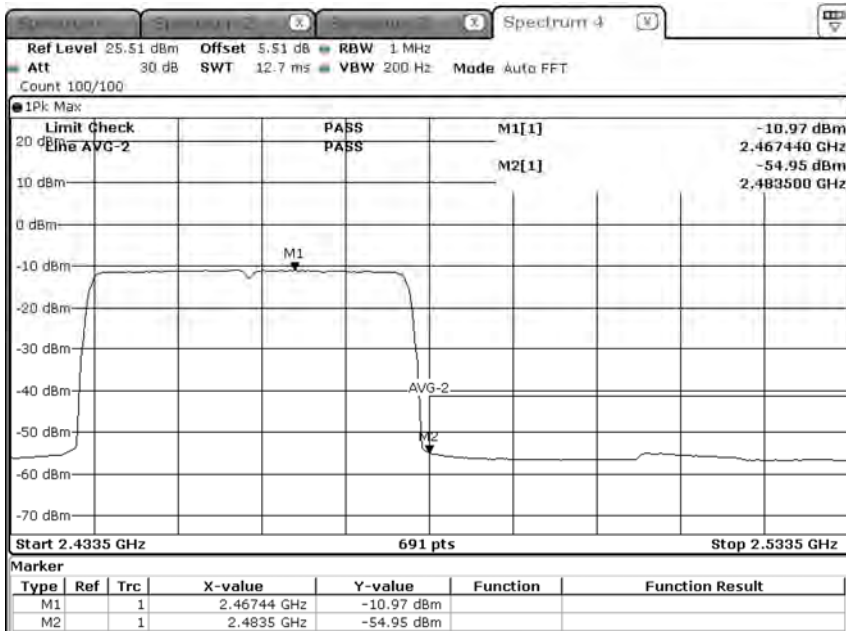 Spectrum Spectrum 2 X Spectrum 3 X Spectrum 4 X
Ref Level 25.51 dBm Offset 5.51 dB RBW 1 MHz
Att 30 dB SWT 12.7 ms VBW 200 Hz Mode Auto FFT
Count 100/100
1Pk Max
Limit Check PASS M1[1] -10.97 dBm
20 dBm Line AVG-2 PASS 2.467440 GHz
M2[1] -54.95 dBm
10 dBm 2.483500 GHz
0 dBm
M1
-10 dBm
-20 dBm
-30 dBm
-40 dBm AVG-2
-50 dBm M2
-60 dBm
-70 dBm
Start 2.4335 GHz 691 pts Stop 2.5335 GHz
Marker
Type Ref Trc X-value Y-value Function Function Result
M1 1 2.46744 GHz -10.97 dBm
M2 1 2.4835 GHz -54.95 dBm